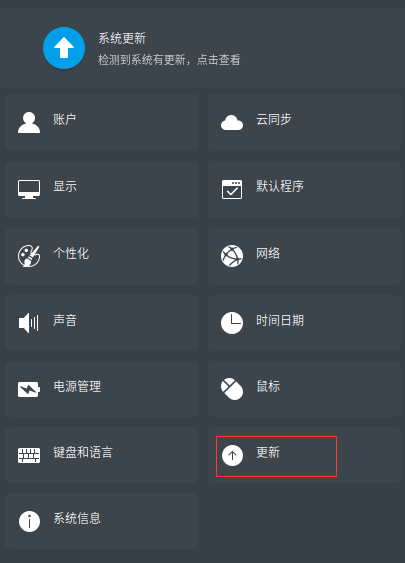 系统更新
检测到系统有更新，点击查看
账户
云同步
显示
默认程序
个性化
网络
声音
时间日期
电源管理
鼠标
键盘和语言
更新
系统信息